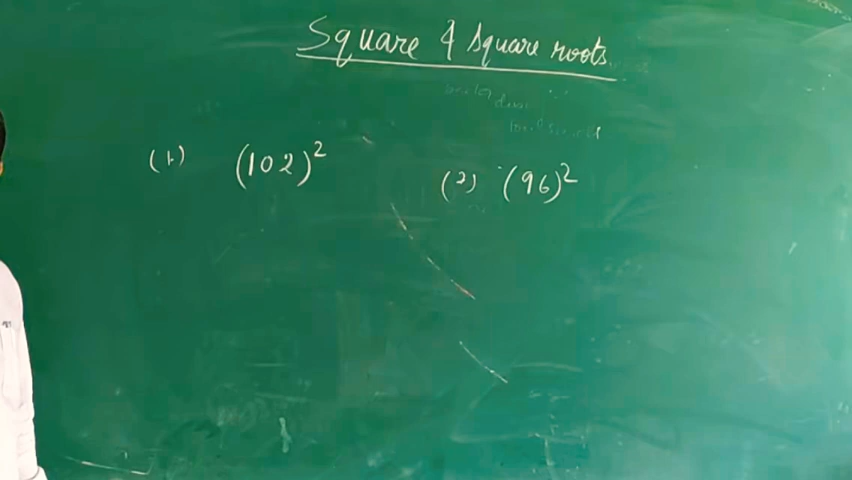 Square & square roots
(1) (102)²
(2) (96)²